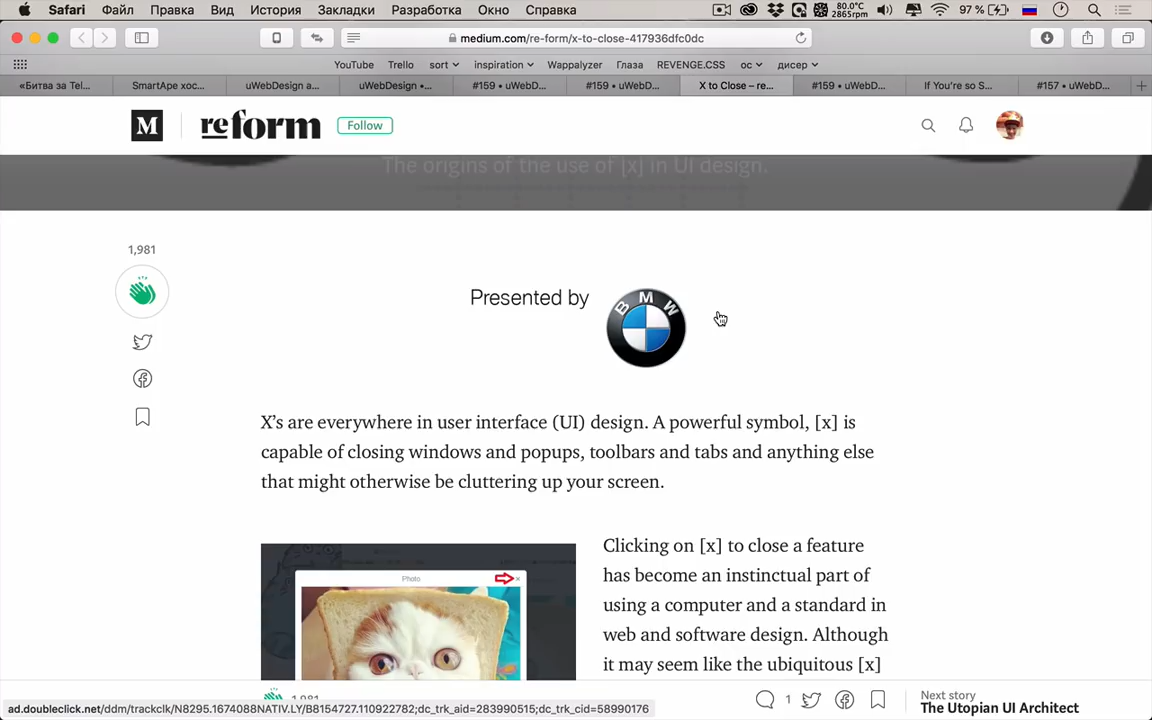 Safari Файл Правка Вид История Закладки Разработка Окно Справка 80.0°C 2865rpm 97 %
medium.com/re-form/x-to-close-417936dfc0dc
YouTube Trello sort inspiration Wappalyzer Глаза REVENGE.CSS ос дисер
«Битва за Tel... SmartApe хос... uWebDesign a... uWebDesign •... #159 • uWebD... #159 • uWebD... X to Close – re... #159 • uWebD... If You're so S... #157 • uWebD...
M reform Follow
The origins of the use of [x] in UI design.
1,981
Presented by BMW
X’s are everywhere in user interface (UI) design. A powerful symbol, [x] is
capable of closing windows and popups, toolbars and tabs and anything else
that might otherwise be cluttering up your screen.
Photo
Clicking on [x] to close a feature
has become an instinctual part of
using a computer and a standard in
web and software design. Although
it may seem like the ubiquitous [x]
1,981
1
Next story
The Utopian UI Architect
ad.doubleclick.net/ddm/trackclk/N8295.1674088NATIV.LY/B8154727.110922782;dc_trk_aid=283990515;dc_trk_cid=58990176